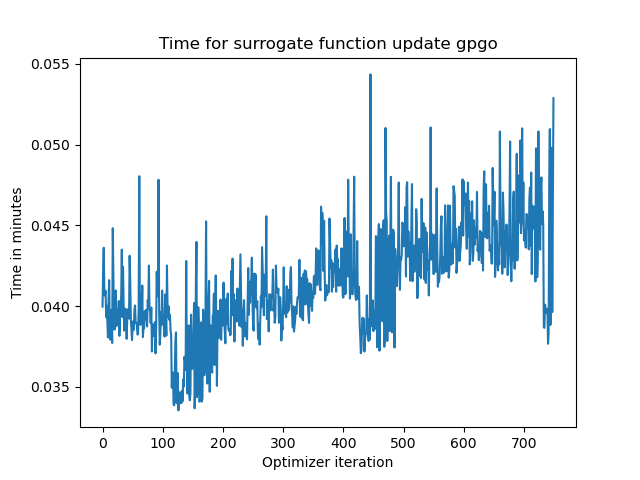 Time for surrogate function update gpgo
0.055
0.050
0.045
0.040
0.035
Time in minutes
0 100 200 300 400 500 600 700
Optimizer iteration